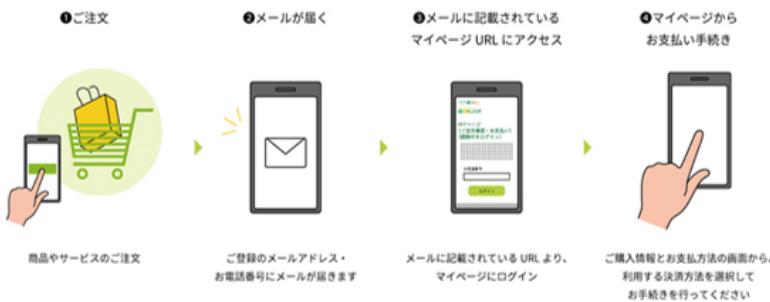 ❶ご注文
❷メールが届く
❸メールに記載されている
マイページ URL にアクセス
❹マイページから
お支払い手続き
マイページ
ログイン
商品やサービスのご注文
ご登録のメールアドレス・
お電話番号にメールが届きます
メールに記載されている URL より、
マイページにログイン
ご購入情報とお支払方法の画面から、
利用する決済方法を選択して
お手続きを行ってください